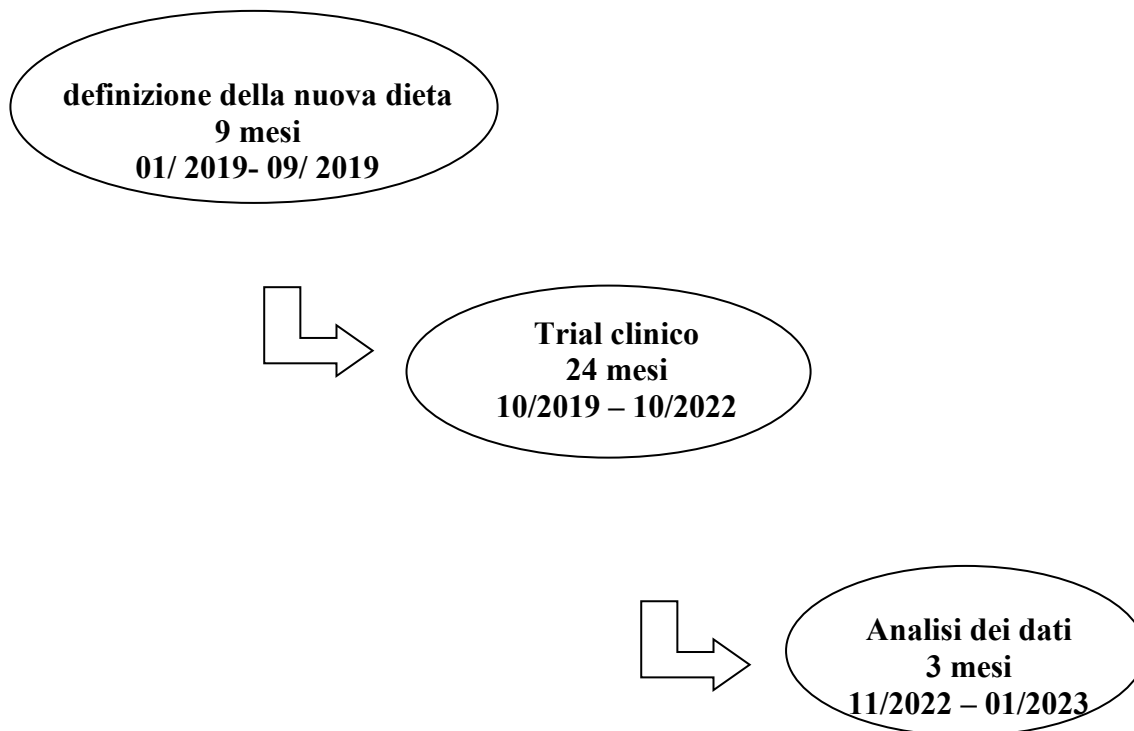 definizione della nuova dieta
9 mesi
01/ 2019- 09/ 2019
Trial clinico
24 mesi
10/2019 – 10/2022
Analisi dei dati
3 mesi
11/2022 – 01/2023